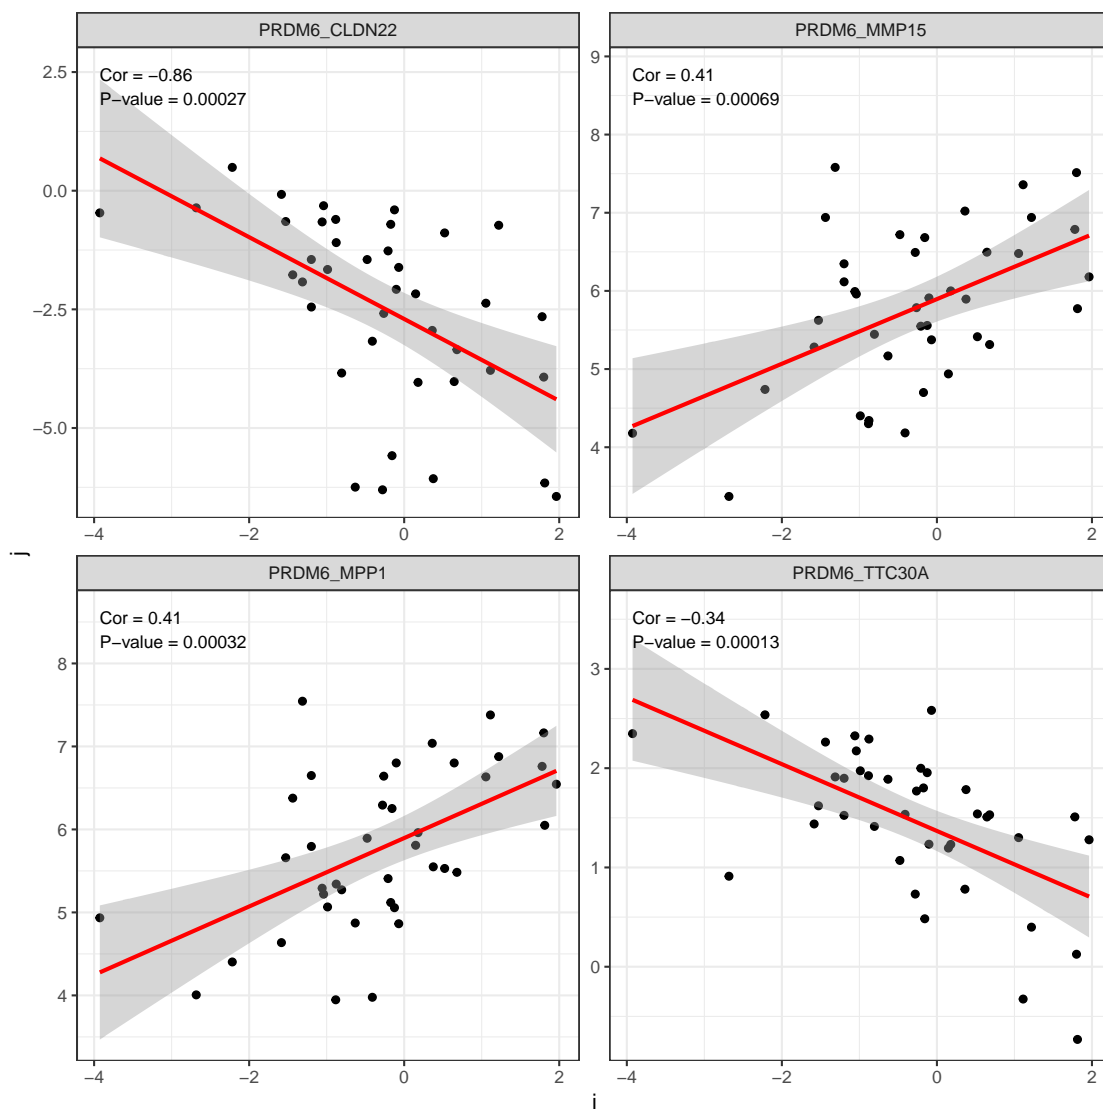 PRDM6_CLDN22
Cor = −0.86
P−value = 0.00027
2.5
0.0
−2.5
−5.0
−4
−2
0
2
PRDM6_MMP15
Cor = 0.41
P−value = 0.00069
9
8
7
6
5
4
−4
−2
0
2
j
PRDM6_MPP1
Cor = 0.41
P−value = 0.00032
8
7
6
5
4
−4
−2
0
2
PRDM6_TTC30A
Cor = −0.34
P−value = 0.00013
3
2
1
0
−4
−2
0
2
i